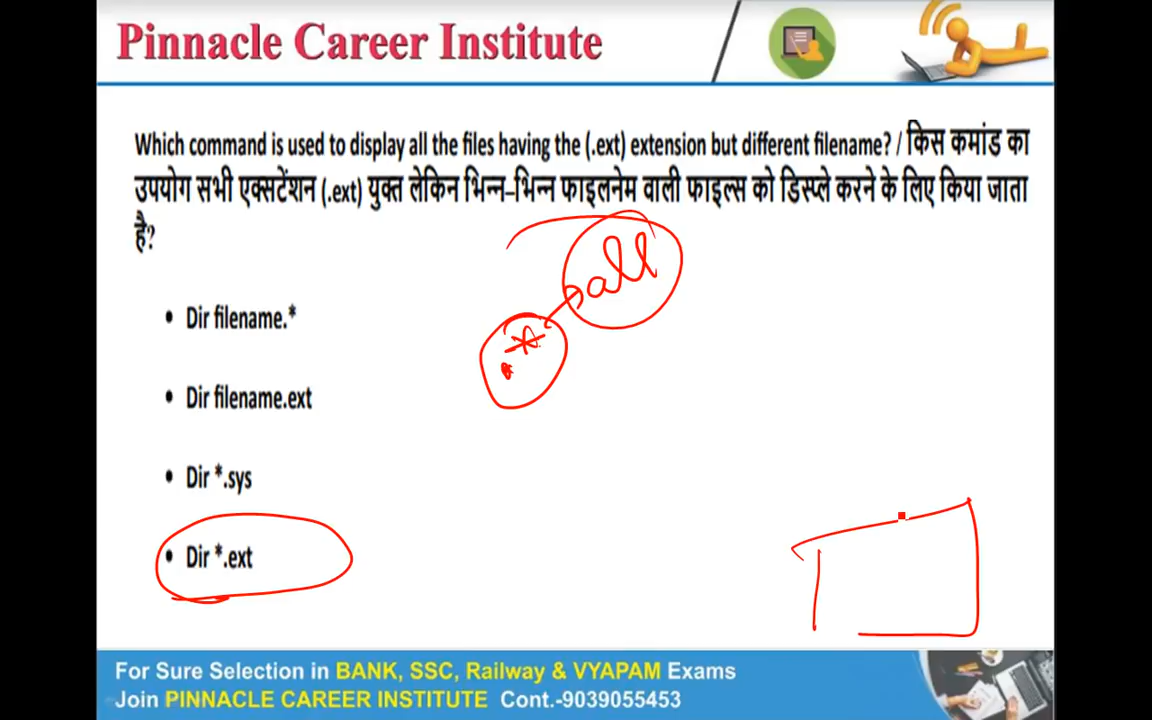 Pinnacle Career Institute
Which command is used to display all the files having the (.ext) extension but different filename? / किस कमांड का
उपयोग सभी एक्सटेंशन (.ext) युक्त लेकिन भिन्न–भिन्न फाइलनेम वाली फाइल्स को डिस्प्ले करने के लिए किया जाता
है?
all
• Dir filename.*
.*
• Dir filename.ext
• Dir *.sys
• Dir *.ext
For Sure Selection in BANK, SSC, Railway & VYAPAM Exams
Join PINNACLE CAREER INSTITUTE Cont.-9039055453